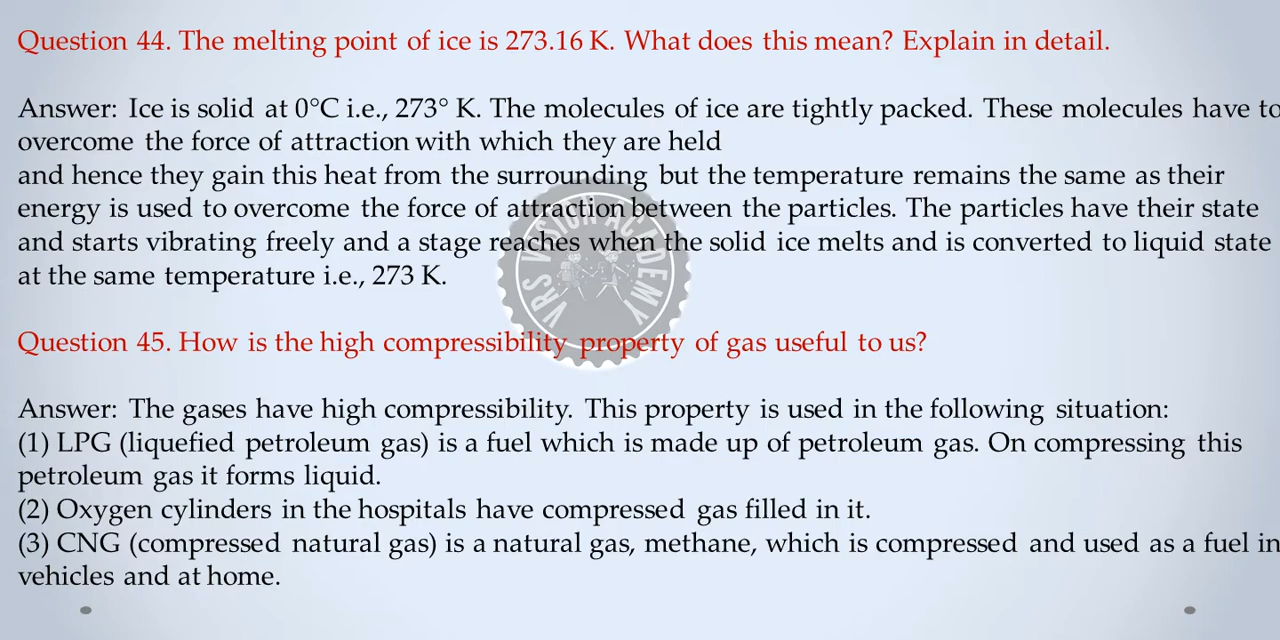 Question 44. The melting point of ice is 273.16 K. What does this mean? Explain in detail.
Answer: Ice is solid at 0°C i.e., 273° K. The molecules of ice are tightly packed. These molecules have to
overcome the force of attraction with which they are held
and hence they gain this heat from the surrounding but the temperature remains the same as their
energy is used to overcome the force of attraction between the particles. The particles have their state
and starts vibrating freely and a stage reaches when the solid ice melts and is converted to liquid state
at the same temperature i.e., 273 K.
VRS VISION ACADEMY
Question 45. How is the high compressibility property of gas useful to us?
Answer: The gases have high compressibility. This property is used in the following situation:
(1) LPG (liquefied petroleum gas) is a fuel which is made up of petroleum gas. On compressing this
petroleum gas it forms liquid.
(2) Oxygen cylinders in the hospitals have compressed gas filled in it.
(3) CNG (compressed natural gas) is a natural gas, methane, which is compressed and used as a fuel in
vehicles and at home.